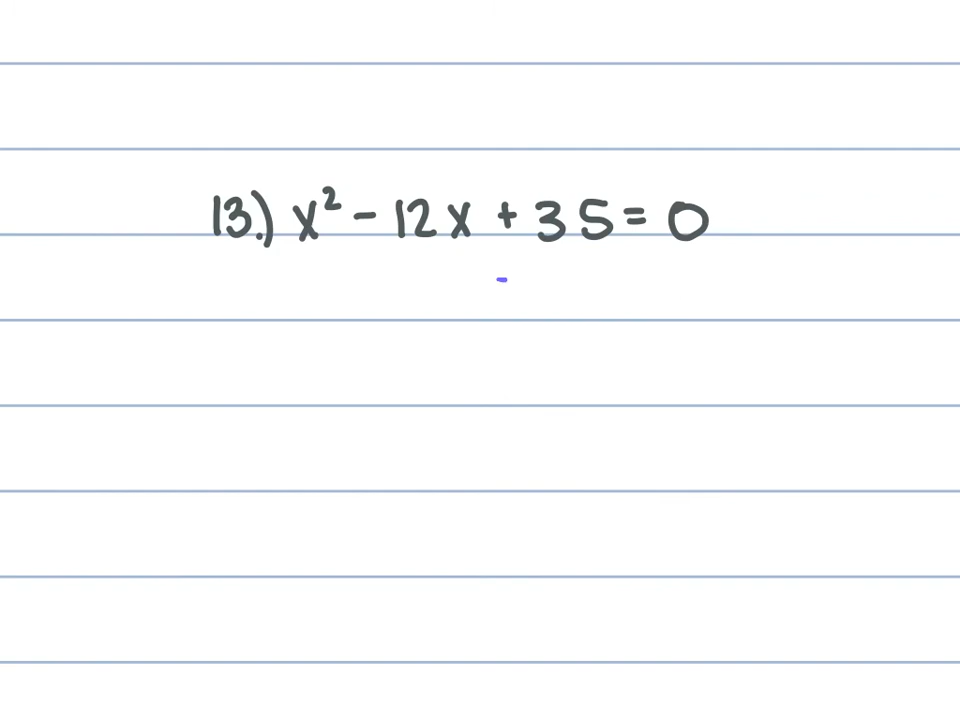 13.) x² - 12x + 35 = 0
-